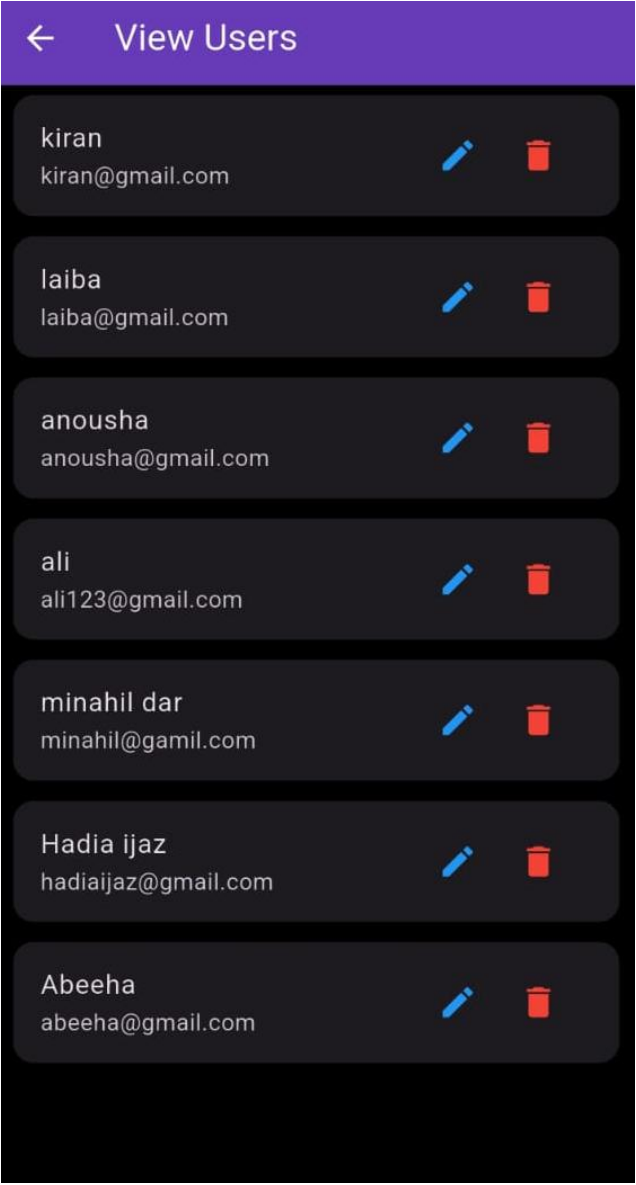 View Users
kiran
kiran@gmail.com
laiba
laiba@gmail.com
anousha
anousha@gmail.com
ali
ali123@gmail.com
minahil dar
minahil@gamil.com
Hadia ijaz
hadiaijaz@gmail.com
Abeeha
abeeha@gmail.com